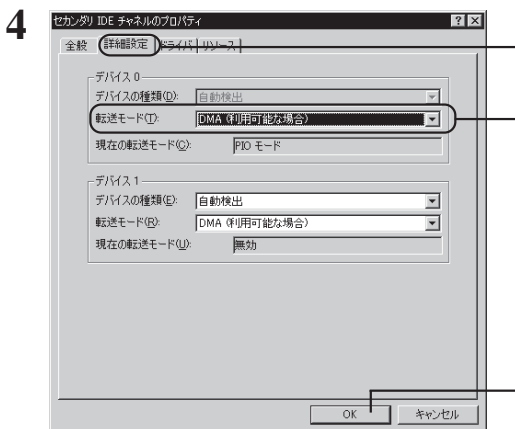 4
セカンダリ IDE チャネルのプロパティ
全般 詳細設定 ドライバ リソース
デバイス 0
デバイスの種類(D): 自動検出
転送モード(T): DMA (利用可能な場合)
現在の転送モード(C): PIO モード
デバイス 1
デバイスの種類(E): 自動検出
転送モード(R): DMA (利用可能な場合)
現在の転送モード(U): 無効
OK キャンセル